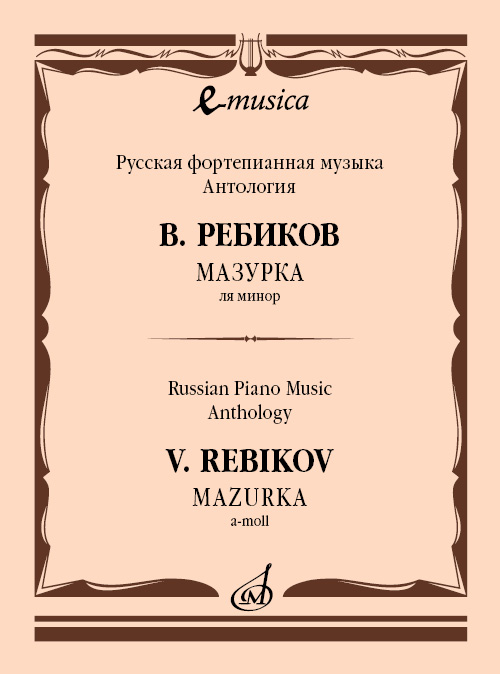 e-musica
Русская фортепианная музыка
Антология
В. РЕБИКОВ
МАЗУРКА
ля минор
Russian Piano Music
Anthology
V. REBIKOV
MAZURKA
a-moll
М